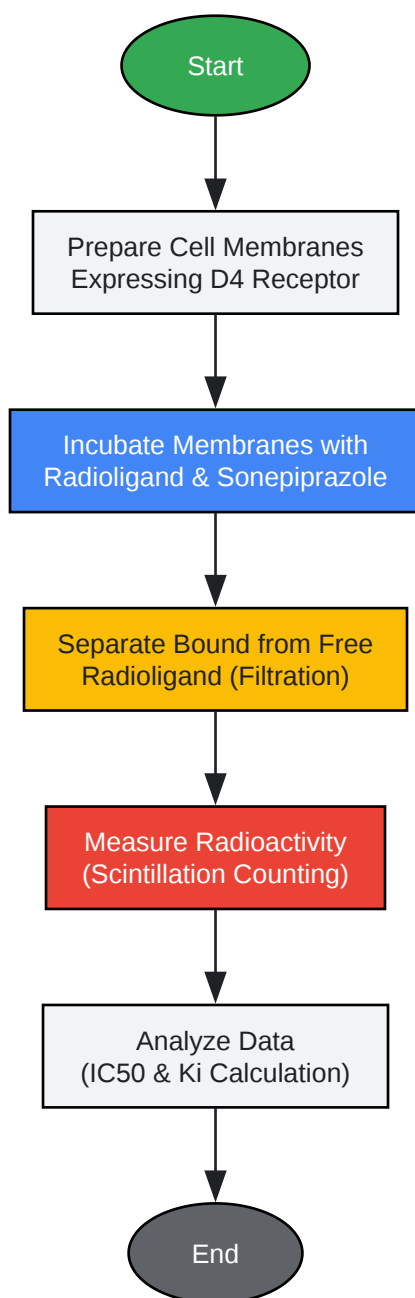 Start
Prepare Cell Membranes
Expressing D4 Receptor
Incubate Membranes with
Radioligand & Sonepiprazole
Separate Bound from Free
Radioligand (Filtration)
Measure Radioactivity
(Scintillation Counting)
Analyze Data
(IC50 & Ki Calculation)
End